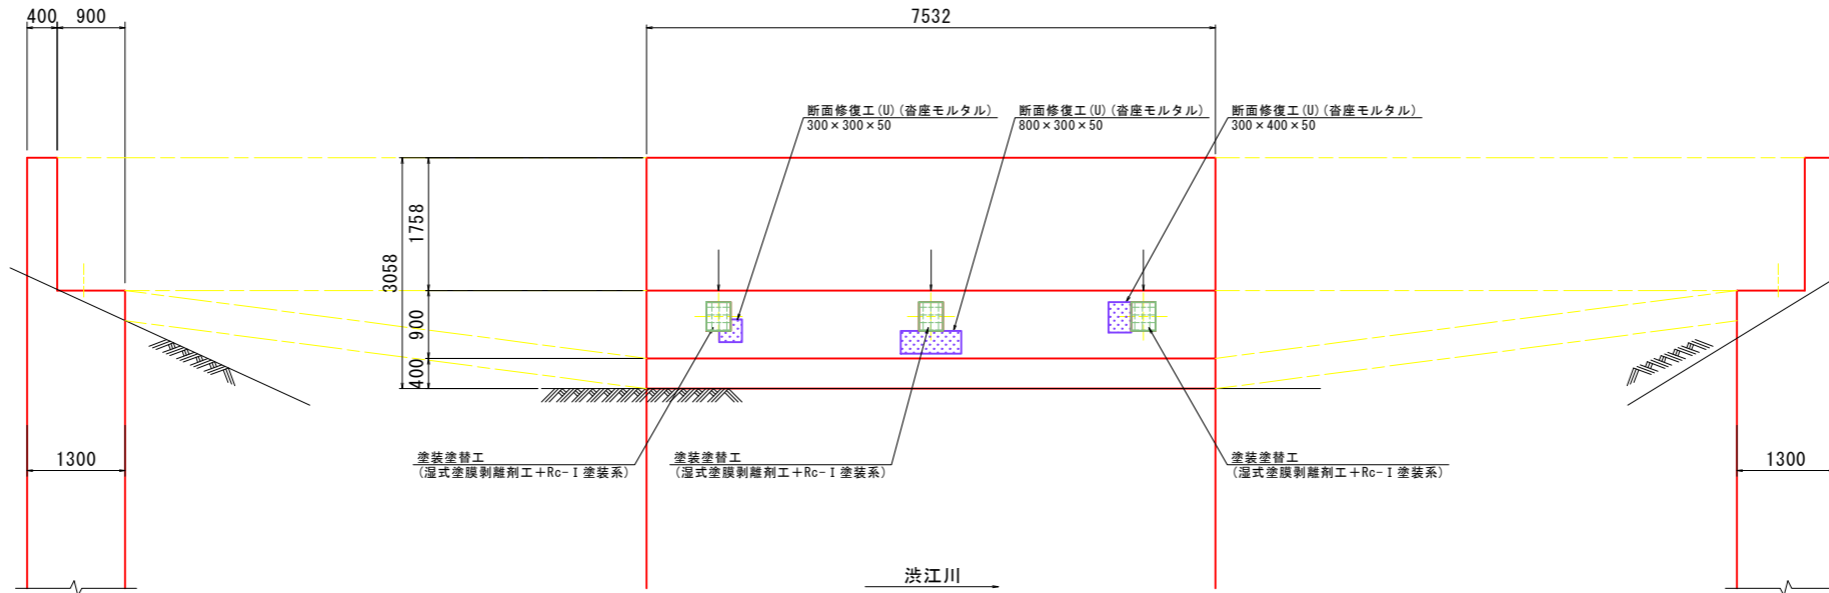 400
900
7532
断面修復工(U)(沓座モルタル)
300×300×50
断面修復工(U)(沓座モルタル)
800×300×50
断面修復工(U)(沓座モルタル)
300×400×50
3058
1758
900
400
1300
塗装塗替工
(湿式塗膜剥離剤工+Rc-Ⅰ塗装系)
塗装塗替工
(湿式塗膜剥離剤工+Rc-Ⅰ塗装系)
塗装塗替工
(湿式塗膜剥離剤工+Rc-Ⅰ塗装系)
1300
渋江川